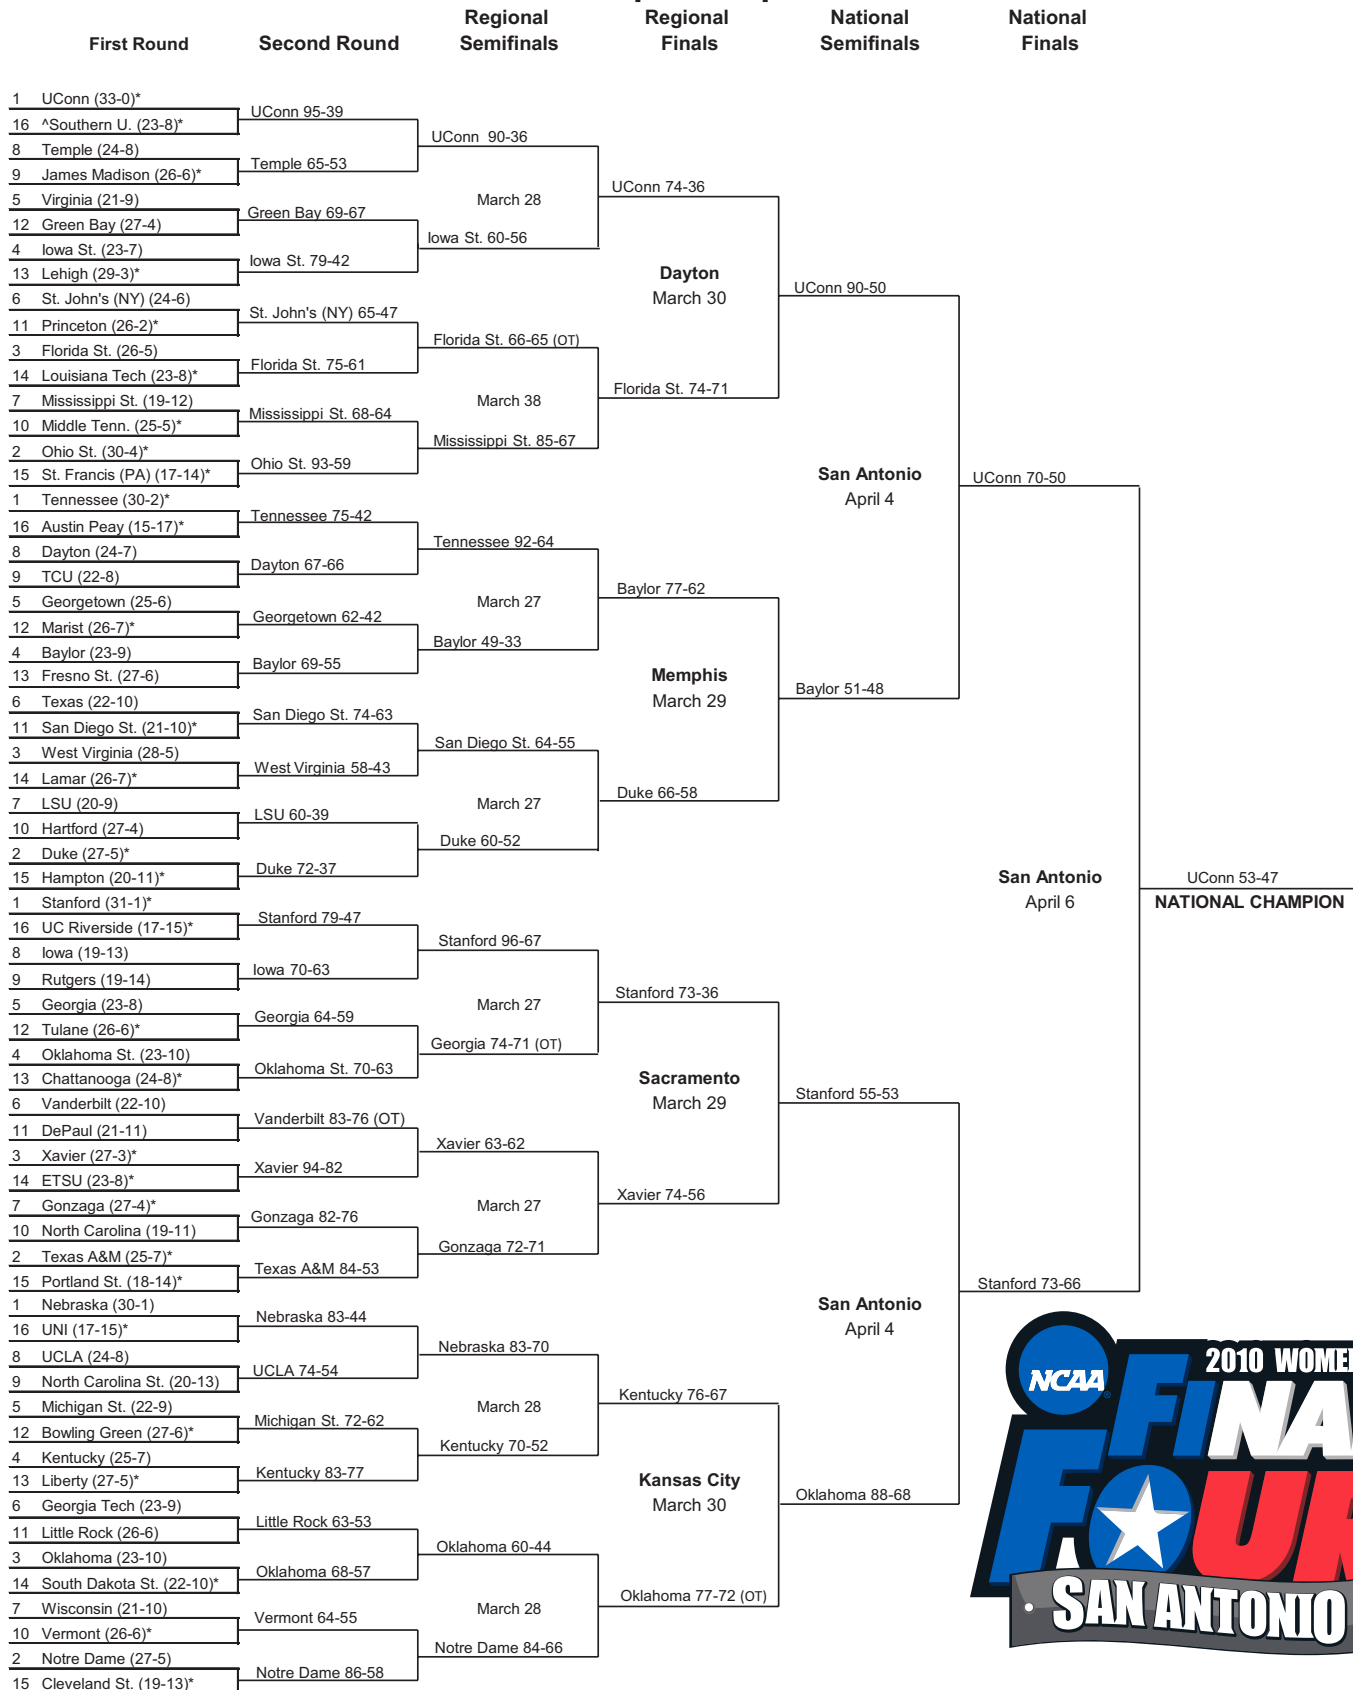 Regional Regional National National
First Round Second Round Semifinals Finals Semifinals Finals
1 UConn (33-0)*
UConn 95-39
16 ^Southern U. (23-8)*
UConn 90-36
8 Temple (24-8)
Temple 65-53
9 James Madison (26-6)*
UConn 74-36
5 Virginia (21-9)
March 28
Green Bay 69-67
12 Green Bay (27-4)
Iowa St. 60-56
4 Iowa St. (23-7)
Iowa St. 79-42
13 Lehigh (29-3)*
Dayton
March 30
UConn 90-50
6 St. John's (NY) (24-6)
St. John's (NY) 65-47
11 Princeton (26-2)*
Florida St. 66-65 (OT)
3 Florida St. (26-5)
Florida St. 75-61
14 Louisiana Tech (23-8)*
Florida St. 74-71
7 Mississippi St. (19-12)
March 38
Mississippi St. 68-64
10 Middle Tenn. (25-5)*
Mississippi St. 85-67
2 Ohio St. (30-4)*
Ohio St. 93-59
15 St. Francis (PA) (17-14)*
San Antonio
April 4
UConn 70-50
1 Tennessee (30-2)*
Tennessee 75-42
16 Austin Peay (15-17)*
Tennessee 92-64
8 Dayton (24-7)
Dayton 67-66
9 TCU (22-8)
Baylor 77-62
5 Georgetown (25-6)
March 27
Georgetown 62-42
12 Marist (26-7)*
Baylor 49-33
4 Baylor (23-9)
Baylor 69-55
13 Fresno St. (27-6)
Memphis
March 29
Baylor 51-48
6 Texas (22-10)
San Diego St. 74-63
11 San Diego St. (21-10)*
San Diego St. 64-55
3 West Virginia (28-5)
West Virginia 58-43
14 Lamar (26-7)*
Duke 66-58
7 LSU (20-9)
March 27
LSU 60-39
10 Hartford (27-4)
Duke 60-52
2 Duke (27-5)*
Duke 72-37
15 Hampton (20-11)*
San Antonio
April 6
UConn 53-47
NATIONAL CHAMPION
1 Stanford (31-1)*
Stanford 79-47
16 UC Riverside (17-15)*
Stanford 96-67
8 Iowa (19-13)
Iowa 70-63
9 Rutgers (19-14)
Stanford 73-36
5 Georgia (23-8)
March 27
Georgia 64-59
12 Tulane (26-6)*
Georgia 74-71 (OT)
4 Oklahoma St. (23-10)
Oklahoma St. 70-63
13 Chattanooga (24-8)*
Sacramento
March 29
Stanford 55-53
6 Vanderbilt (22-10)
Vanderbilt 83-76 (OT)
11 DePaul (21-11)
Xavier 63-62
3 Xavier (27-3)*
Xavier 94-82
14 ETSU (23-8)*
Xavier 74-56
7 Gonzaga (27-4)*
March 27
Gonzaga 82-76
10 North Carolina (19-11)
Gonzaga 72-71
2 Texas A&M (25-7)*
Texas A&M 84-53
15 Portland St. (18-14)*
San Antonio
April 4
Stanford 73-66
1 Nebraska (30-1)
Nebraska 83-44
16 UNI (17-15)*
Nebraska 83-70
8 UCLA (24-8)
UCLA 74-54
9 North Carolina St. (20-13)
Kentucky 76-67
5 Michigan St. (22-9)
March 28
Michigan St. 72-62
12 Bowling Green (27-6)*
Kentucky 70-52
4 Kentucky (25-7)
Kentucky 83-77
13 Liberty (27-5)*
Kansas City
March 30
Oklahoma 88-68
6 Georgia Tech (23-9)
Little Rock 63-53
11 Little Rock (26-6)
Oklahoma 60-44
3 Oklahoma (23-10)
Oklahoma 68-57
14 South Dakota St. (22-10)*
Oklahoma 77-72 (OT)
7 Wisconsin (21-10)
March 28
Vermont 64-55
10 Vermont (26-6)*
Notre Dame 84-66
2 Notre Dame (27-5)
Notre Dame 86-58
15 Cleveland St. (19-13)*
NCAA
2010 WOME
FiNA
FOUR
SAN ANTONIO